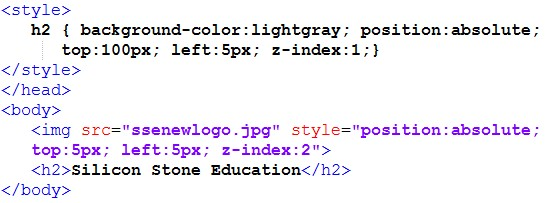 <style>
h2 { background-color:lightgray; position:absolute;
top:100px; left:5px; z-index:1;}
</style>
</head>
<body>
<img src="ssenewlogo.jpg" style="position:absolute;
top:5px; left:5px; z-index:2">
<h2>Silicon Stone Education</h2>
</body>